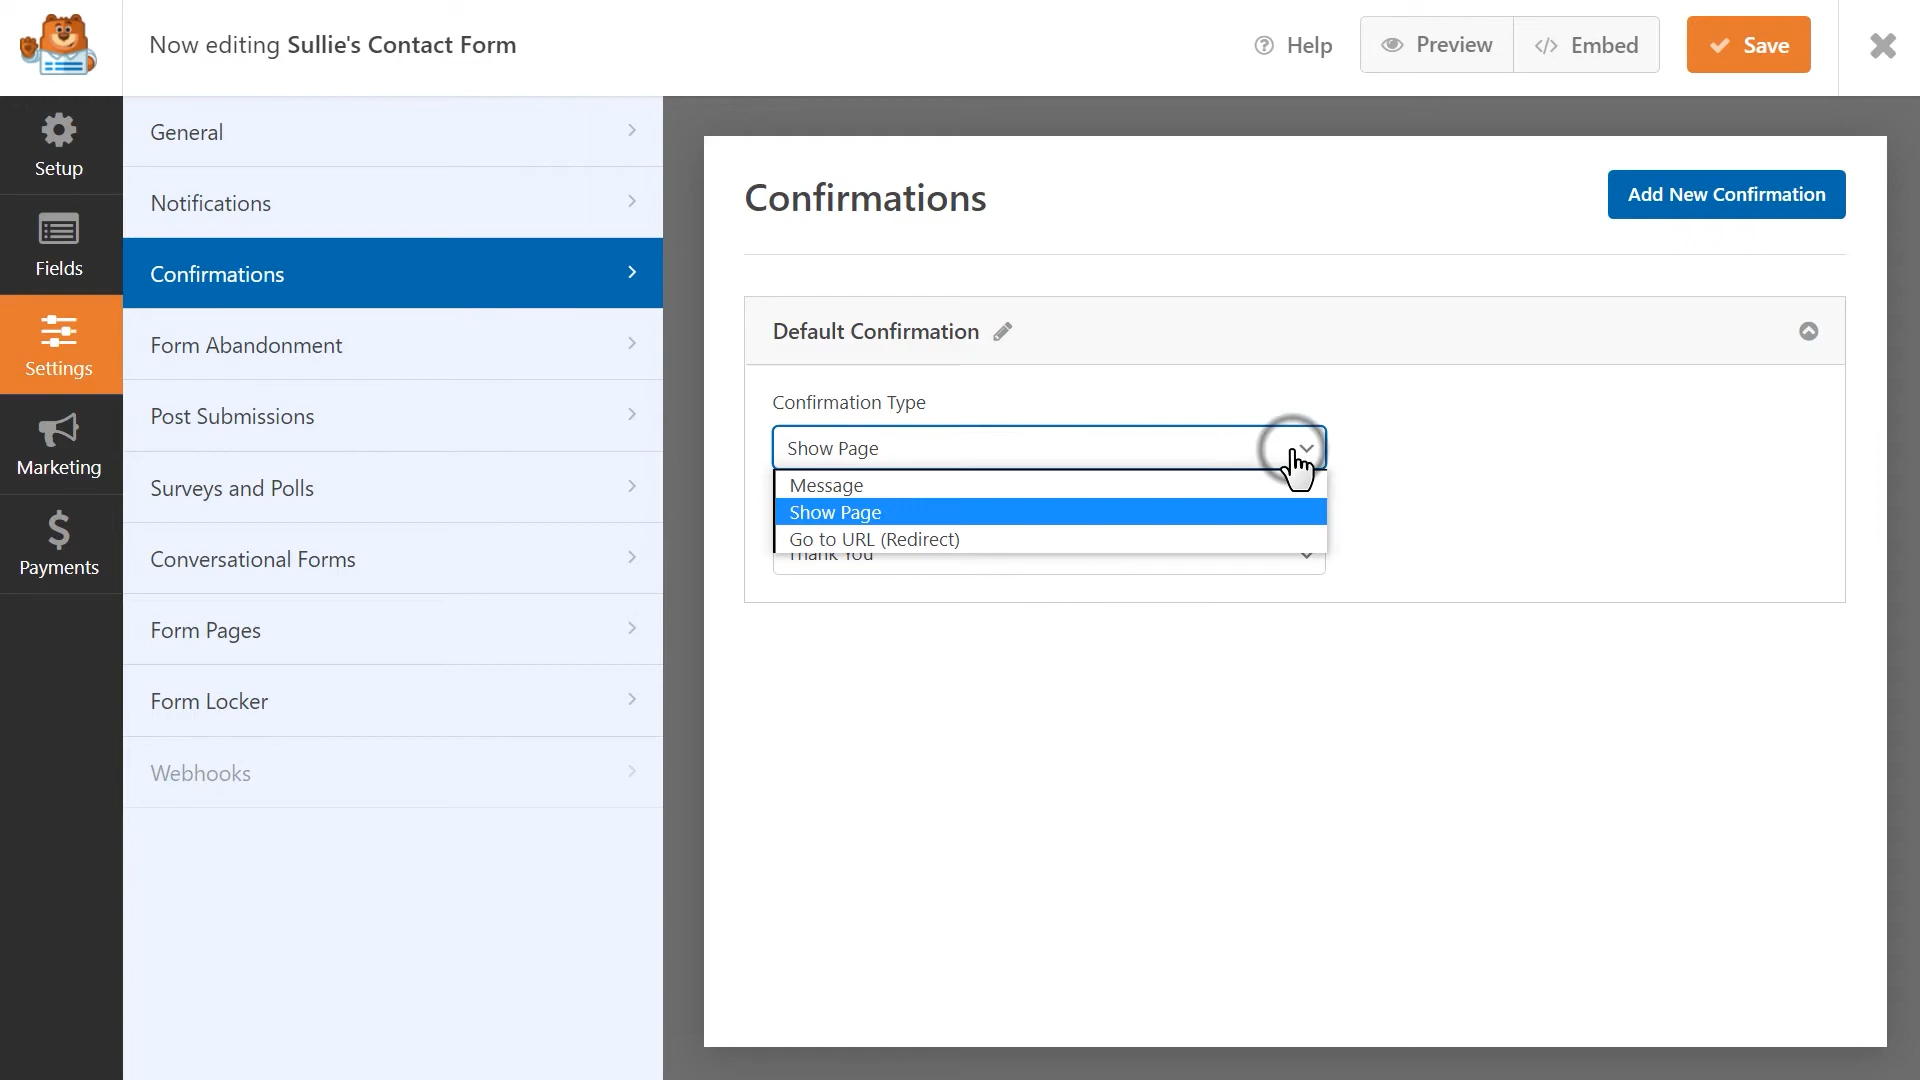 Now editing Sullie's Contact Form
Help
Preview
Embed
Save
Setup
Fields
Settings
Marketing
Payments
General
Notifications
Confirmations
Form Abandonment
Post Submissions
Surveys and Polls
Conversational Forms
Form Pages
Form Locker
Webhooks
Confirmations
Add New Confirmation
Default Confirmation
Confirmation Type
Show Page
Message
Show Page
Go to URL (Redirect)
Thank You